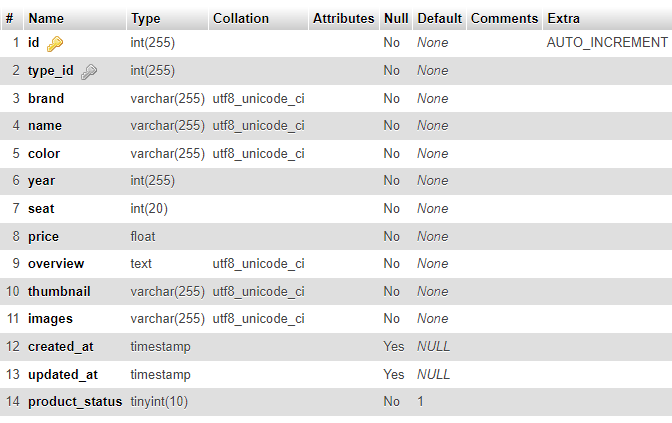 # Name Type Collation Attributes Null Default Comments Extra
1 id int(255) No None AUTO_INCREMENT
2 type_id int(255) No None
3 brand varchar(255) utf8_unicode_ci No None
4 name varchar(255) utf8_unicode_ci No None
5 color varchar(255) utf8_unicode_ci No None
6 year int(255) No None
7 seat int(20) No None
8 price float No None
9 overview text utf8_unicode_ci No None
10 thumbnail varchar(255) utf8_unicode_ci No None
11 images varchar(255) utf8_unicode_ci No None
12 created_at timestamp Yes NULL
13 updated_at timestamp Yes NULL
14 product_status tinyint(10) No 1